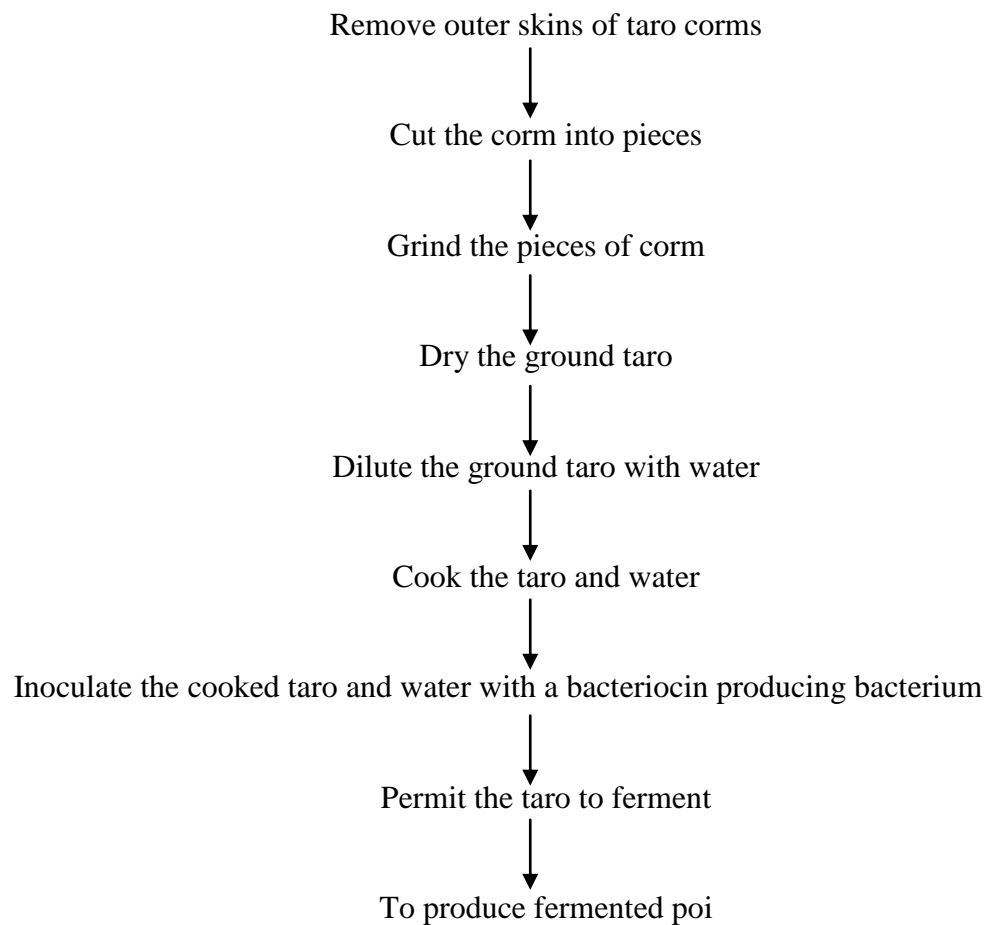 Remove outer skins of taro corms
Cut the corm into pieces
Grind the pieces of corm
Dry the ground taro
Dilute the ground taro with water
Cook the taro and water
Inoculate the cooked taro and water with a bacteriocin producing bacterium
Permit the taro to ferment
To produce fermented poi